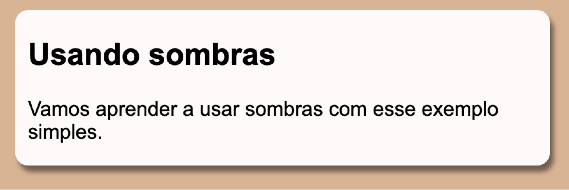 Usando sombras
Vamos aprender a usar sombras com esse exemplo
simples.